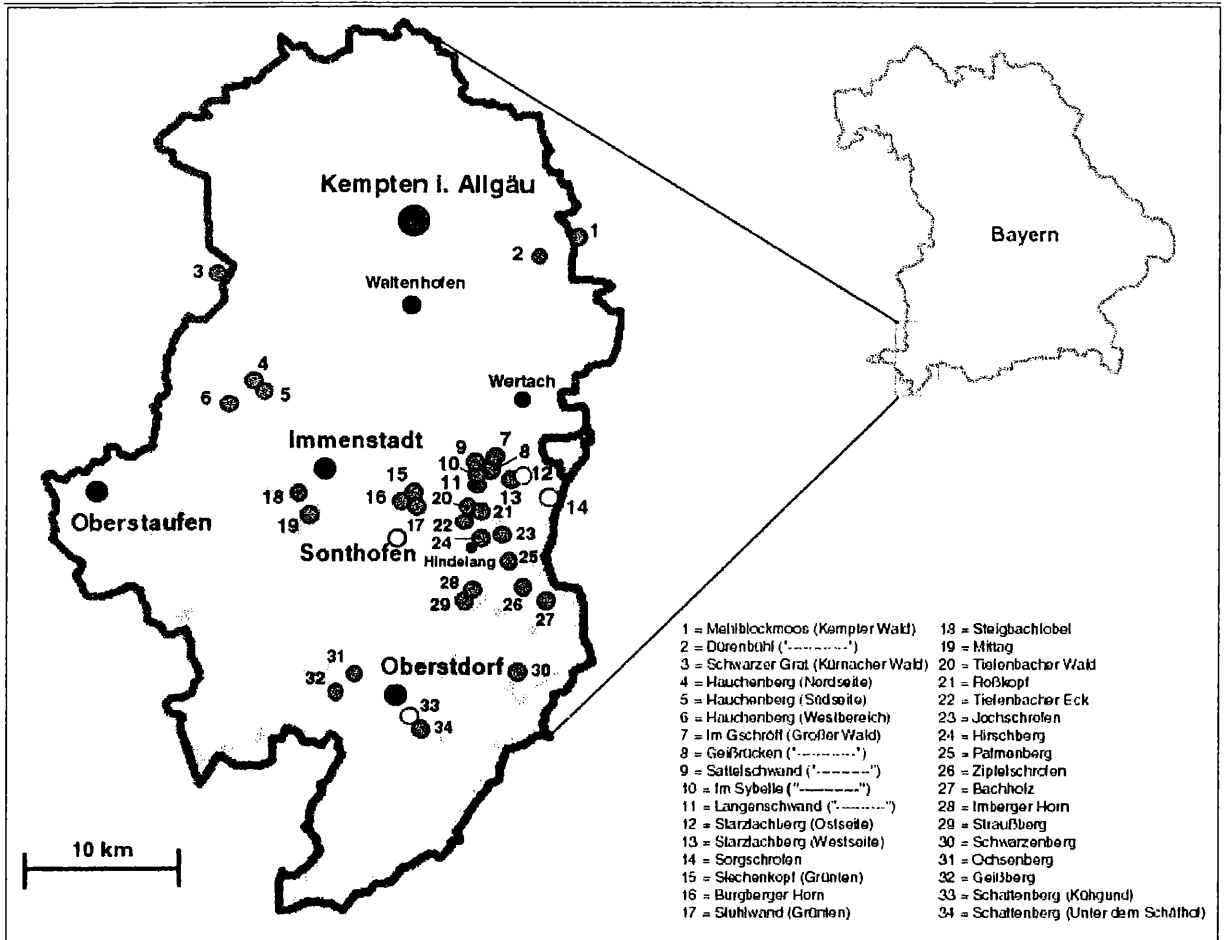 Kempten i. Allgäu
Bayern
1
2
3
Waltenhofen
4
5
6
Wertach
Immenstadt
7
8
9
10
11
12
13
14
15
16
17
18
19
20
21
22
23
24
25
Oberstaufen
Sonthofen
Hindelang
26
27
28
29
30
31
32
Oberstdorf
33
34
10 km
1 = Mehlblockmoos (Kempter Wald)
2 = Dürenbühl ("----------")
3 = Schwarzer Grat (Kürnacher Wald)
4 = Hauchenberg (Nordseite)
5 = Hauchenberg (Südseite)
6 = Hauchenberg (Westbereich)
7 = Im Gschröff (Großer Wald)
8 = Geißrücken ("----------")
9 = Sattelschwand ("---------")
10 = Im Sybelle ("----------")
11 = Langenschwand ("---------")
12 = Starzlachberg (Ostseite)
13 = Starzlachberg (Westseite)
14 = Sorgschrofen
15 = Siechenkopf (Grünten)
16 = Burgberger Horn
17 = Stuhlwand (Grünten)
18 = Steigbachtobel
19 = Mittag
20 = Tiefenbacher Wald
21 = Roßkopf
22 = Tiefenbacher Eck
23 = Jochschrofen
24 = Hirschberg
25 = Palmenberg
26 = Zipfelschrofen
27 = Bachholz
28 = Imberger Horn
29 = Straußberg
30 = Schwarzenberg
31 = Ochsenberg
32 = Geißberg
33 = Schattenberg (Kühgund)
34 = Schattenberg (Unter dem Schäfhof)